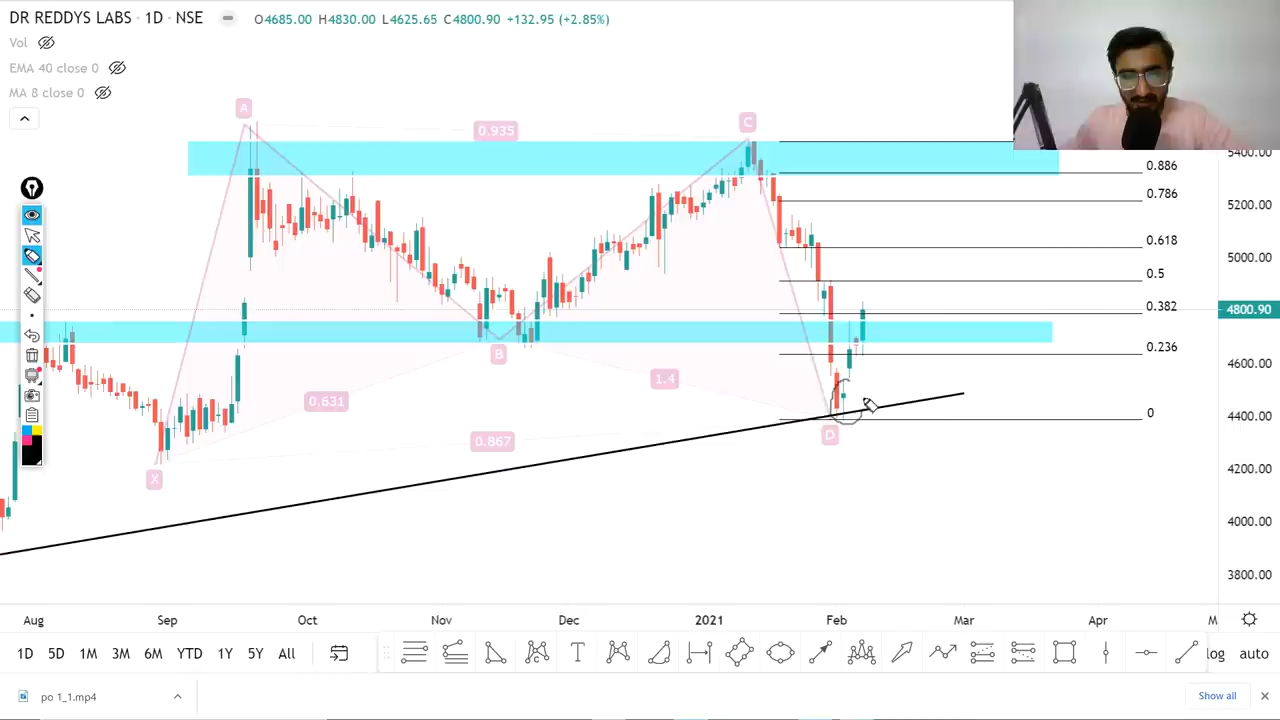 DR REDDYS LABS · 1D · NSE O4685.00 H4830.00 L4625.65 C4800.90 +132.95 (+2.85%)
Vol
EMA 40 close 0
MA 8 close 0
A
0.935
C
5400.00
0.886
0.786
5200.00
0.618
5000.00
0.5
0.382
4800.90
0.236
B
4600.00
1.4
0.631
0
4400.00
D
0.867
X
4200.00
4000.00
3800.00
Aug Sep Oct Nov Dec 2021 Feb Mar Apr M
1D 5D 1M 3M 6M YTD 1Y 5Y All T log auto
po 1_1.mp4 Show all